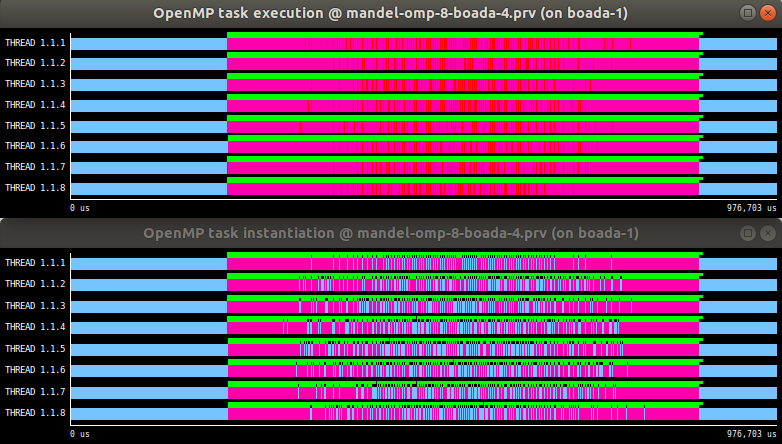 OpenMP task execution @ mandel-omp-8-boada-4.prv (on boada-1)
THREAD 1.1.1
THREAD 1.1.2
THREAD 1.1.3
THREAD 1.1.4
THREAD 1.1.5
THREAD 1.1.6
THREAD 1.1.7
THREAD 1.1.8
0 us 976,703 us
OpenMP task instantiation @ mandel-omp-8-boada-4.prv (on boada-1)
THREAD 1.1.1
THREAD 1.1.2
THREAD 1.1.3
THREAD 1.1.4
THREAD 1.1.5
THREAD 1.1.6
THREAD 1.1.7
THREAD 1.1.8
0 us 976,703 us